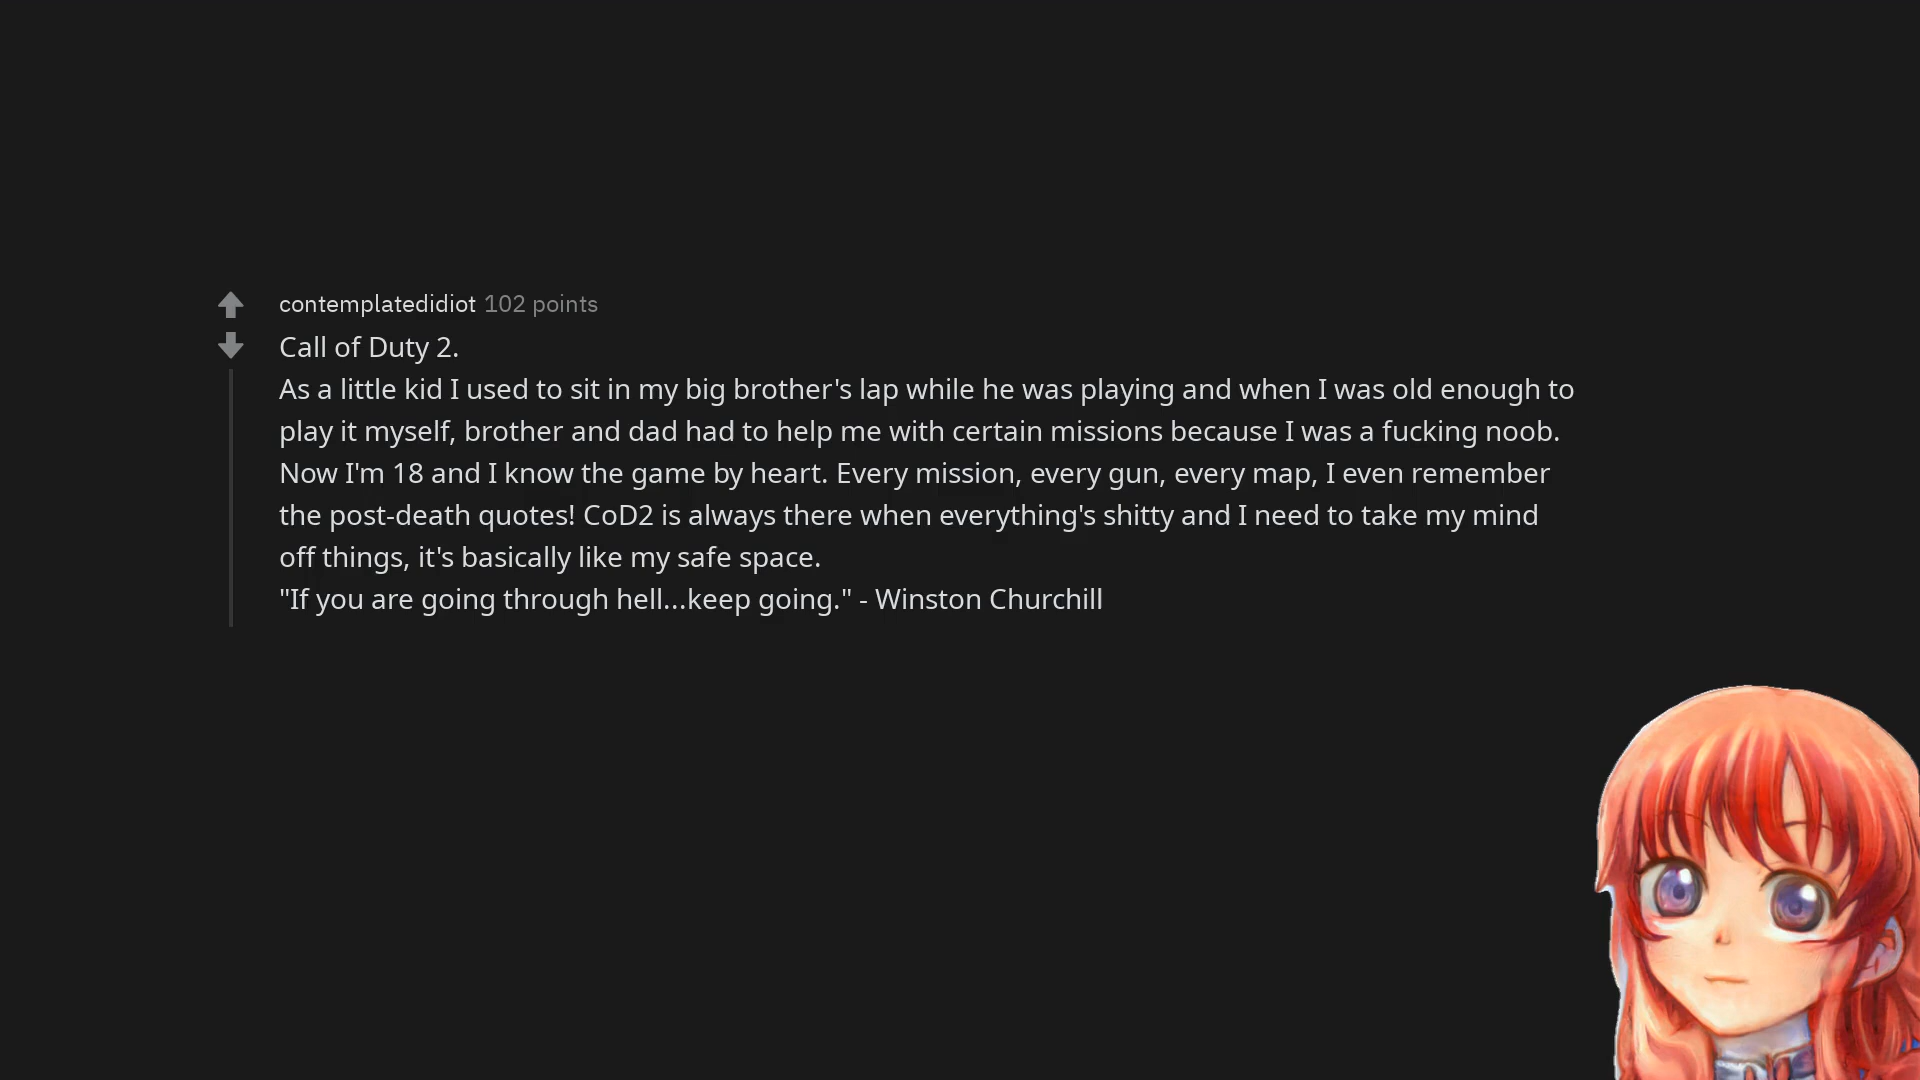 contemplatedidiot 102 points
Call of Duty 2.
As a little kid I used to sit in my big brother's lap while he was playing and when I was old enough to
play it myself, brother and dad had to help me with certain missions because I was a fucking noob.
Now I'm 18 and I know the game by heart. Every mission, every gun, every map, I even remember
the post-death quotes! CoD2 is always there when everything's shitty and I need to take my mind
off things, it's basically like my safe space.
"If you are going through hell...keep going." - Winston Churchill